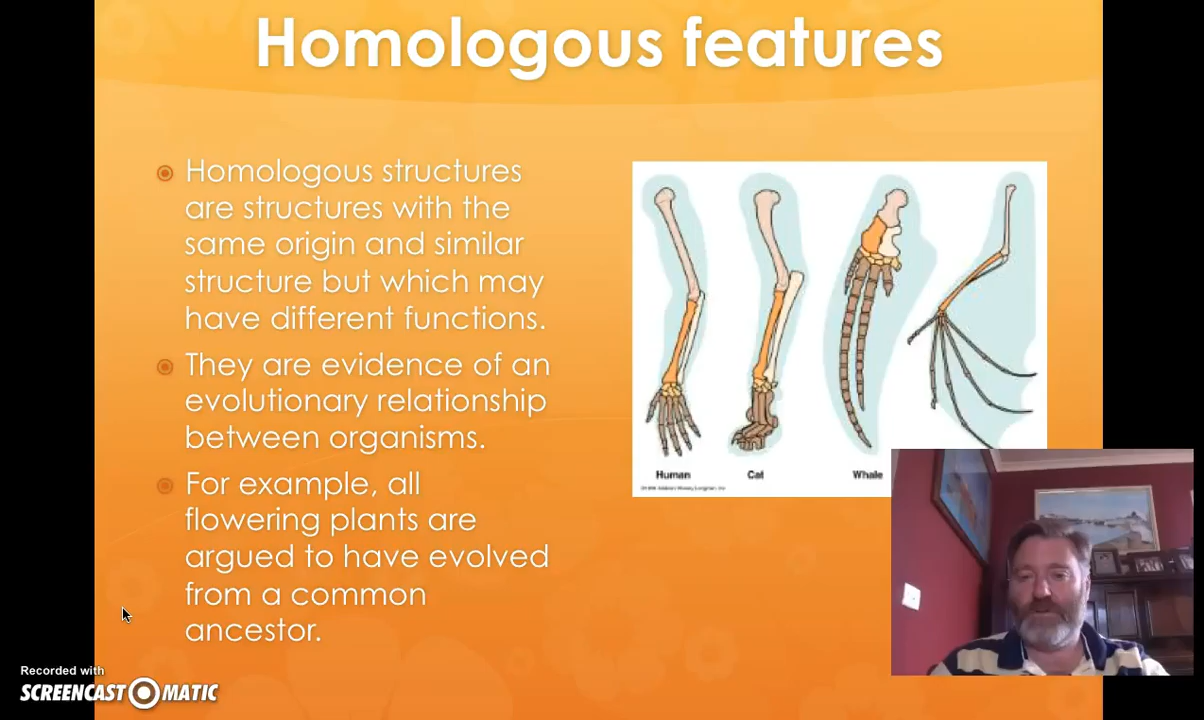 Homologous features
Homologous structures
are structures with the
same origin and similar
structure but which may
have different functions.
They are evidence of an
evolutionary relationship
between organisms.
For example, all
flowering plants are
argued to have evolved
from a common
ancestor.
Human
Cat
Whale
Recorded with
SCREENCAST MATIC